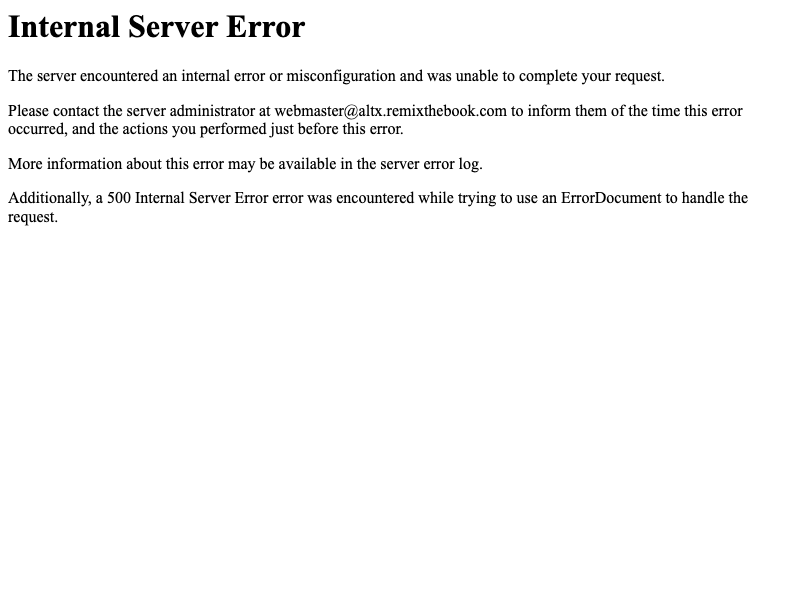 Internal Server Error
The server encountered an internal error or misconfiguration and was unable to complete your request.
Please contact the server administrator at webmaster@altx.remixthebook.com to inform them of the time this error
occurred, and the actions you performed just before this error.
More information about this error may be available in the server error log.
Additionally, a 500 Internal Server Error error was encountered while trying to use an ErrorDocument to handle the
request.